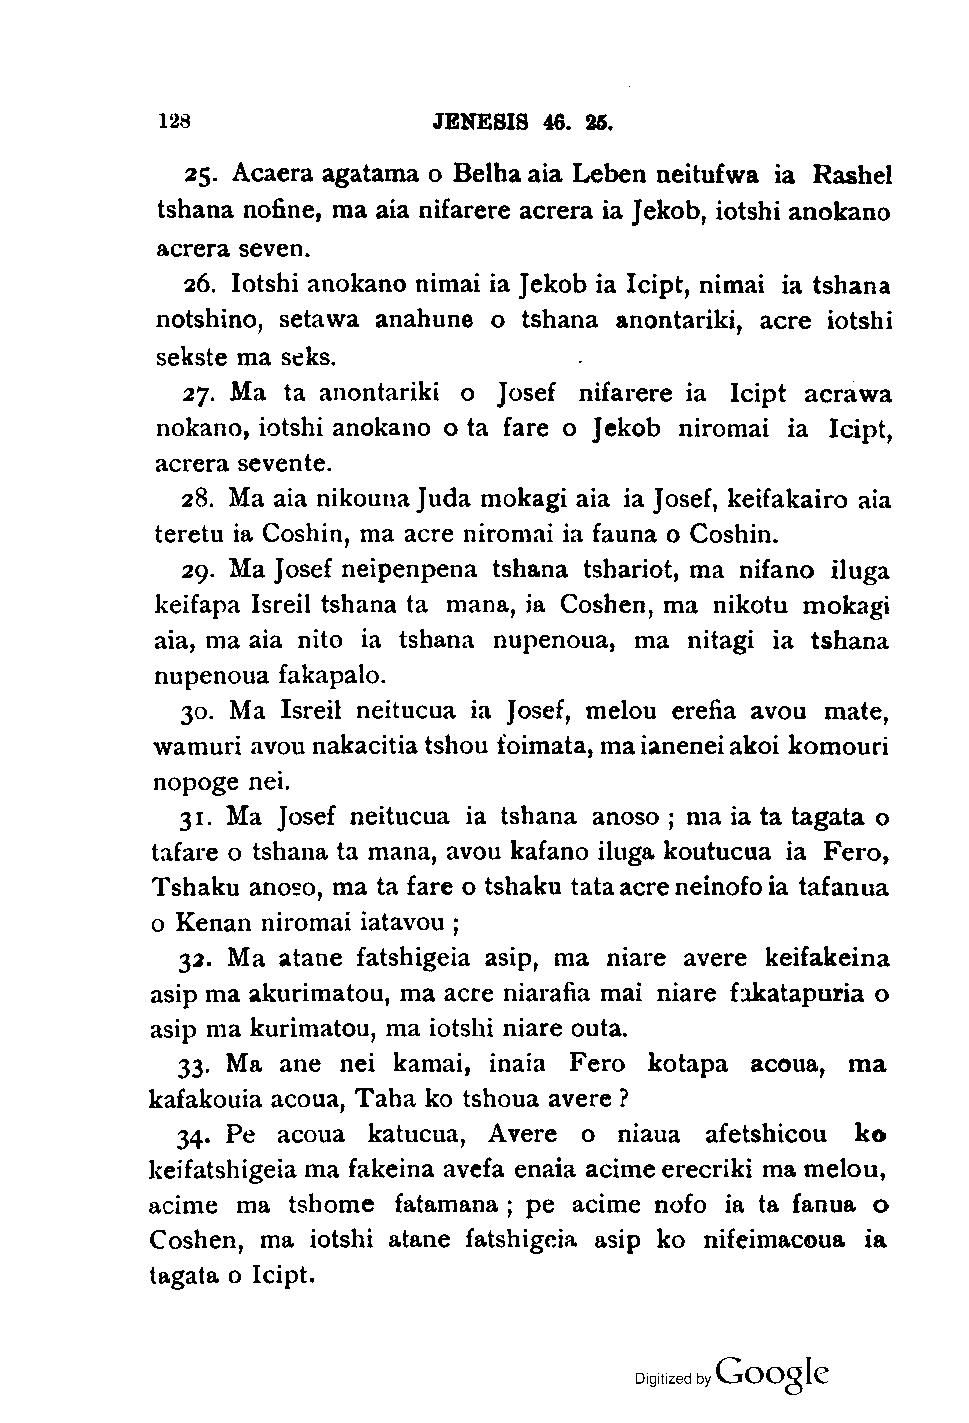 128 JENESIS 46. 25.
25. Acaera agatama o Belha aia Leben neitufwa ia Rashel
tshana nofine, ma aia nifarere acrera ia Jekob, iotshi anokano
acrera seven.
26. Iotshi anokano nimai ia Jekob ia Icipt, nimai ia tshana
notshino, setawa anahune o tshana anontariki, acre iotshi
sekste ma seks.
27. Ma ta anontariki o Josef nifarere ia Icipt acrawa
nokano, iotshi anokano o ta fare o Jekob niromai ia Icipt,
acrera sevente.
28. Ma aia nikouna Juda mokagi aia ia Josef, keifakairo aia
teretu ia Coshin, ma acre niromai ia fauna o Coshin.
29. Ma Josef neipenpena tshana tshariot, ma nifano iluga
keifapa Isreil tshana ta mana, ia Coshen, ma nikotu mokagi
aia, ma aia nito ia tshana nupenoua, ma nitagi ia tshana
nupenoua fakapalo.
30. Ma Isreil neitucua ia Josef, melou erefia avou mate,
wamuri avou nakacitia tshou foimata, ma ianenei akoi komouri
nopoge nei.
31. Ma Josef neitucua ia tshana anoso ; ma ia ta tagata o
tafare o tshana ta mana, avou kafano iluga koutucua ia Fero,
Tshaku anoso, ma ta fare o tshaku tata acre neinofo ia tafanua
o Kenan niromai iatavou ;
32. Ma atane fatshigeia asip, ma niare avere keifakeina
asip ma akurimatou, ma acre niarafia mai niare fakatapuria o
asip ma kurimatou, ma iotshi niare outa.
33. Ma ane nei kamai, inaia Fero kotapa acoua, ma
kafakouia acoua, Taha ko tshoua avere ?
34. Pe acoua katucua, Avere o niaua afetshicou ko
keifatshigeia ma fakeina avefa enaia acime erecriki ma melou,
acime ma tshome fatamana ; pe acime nofo ia ta fanua o
Coshen, ma iotshi atane fatshigeia asip ko nifeimacoua ia
tagata o Icipt.
Digitized by Google